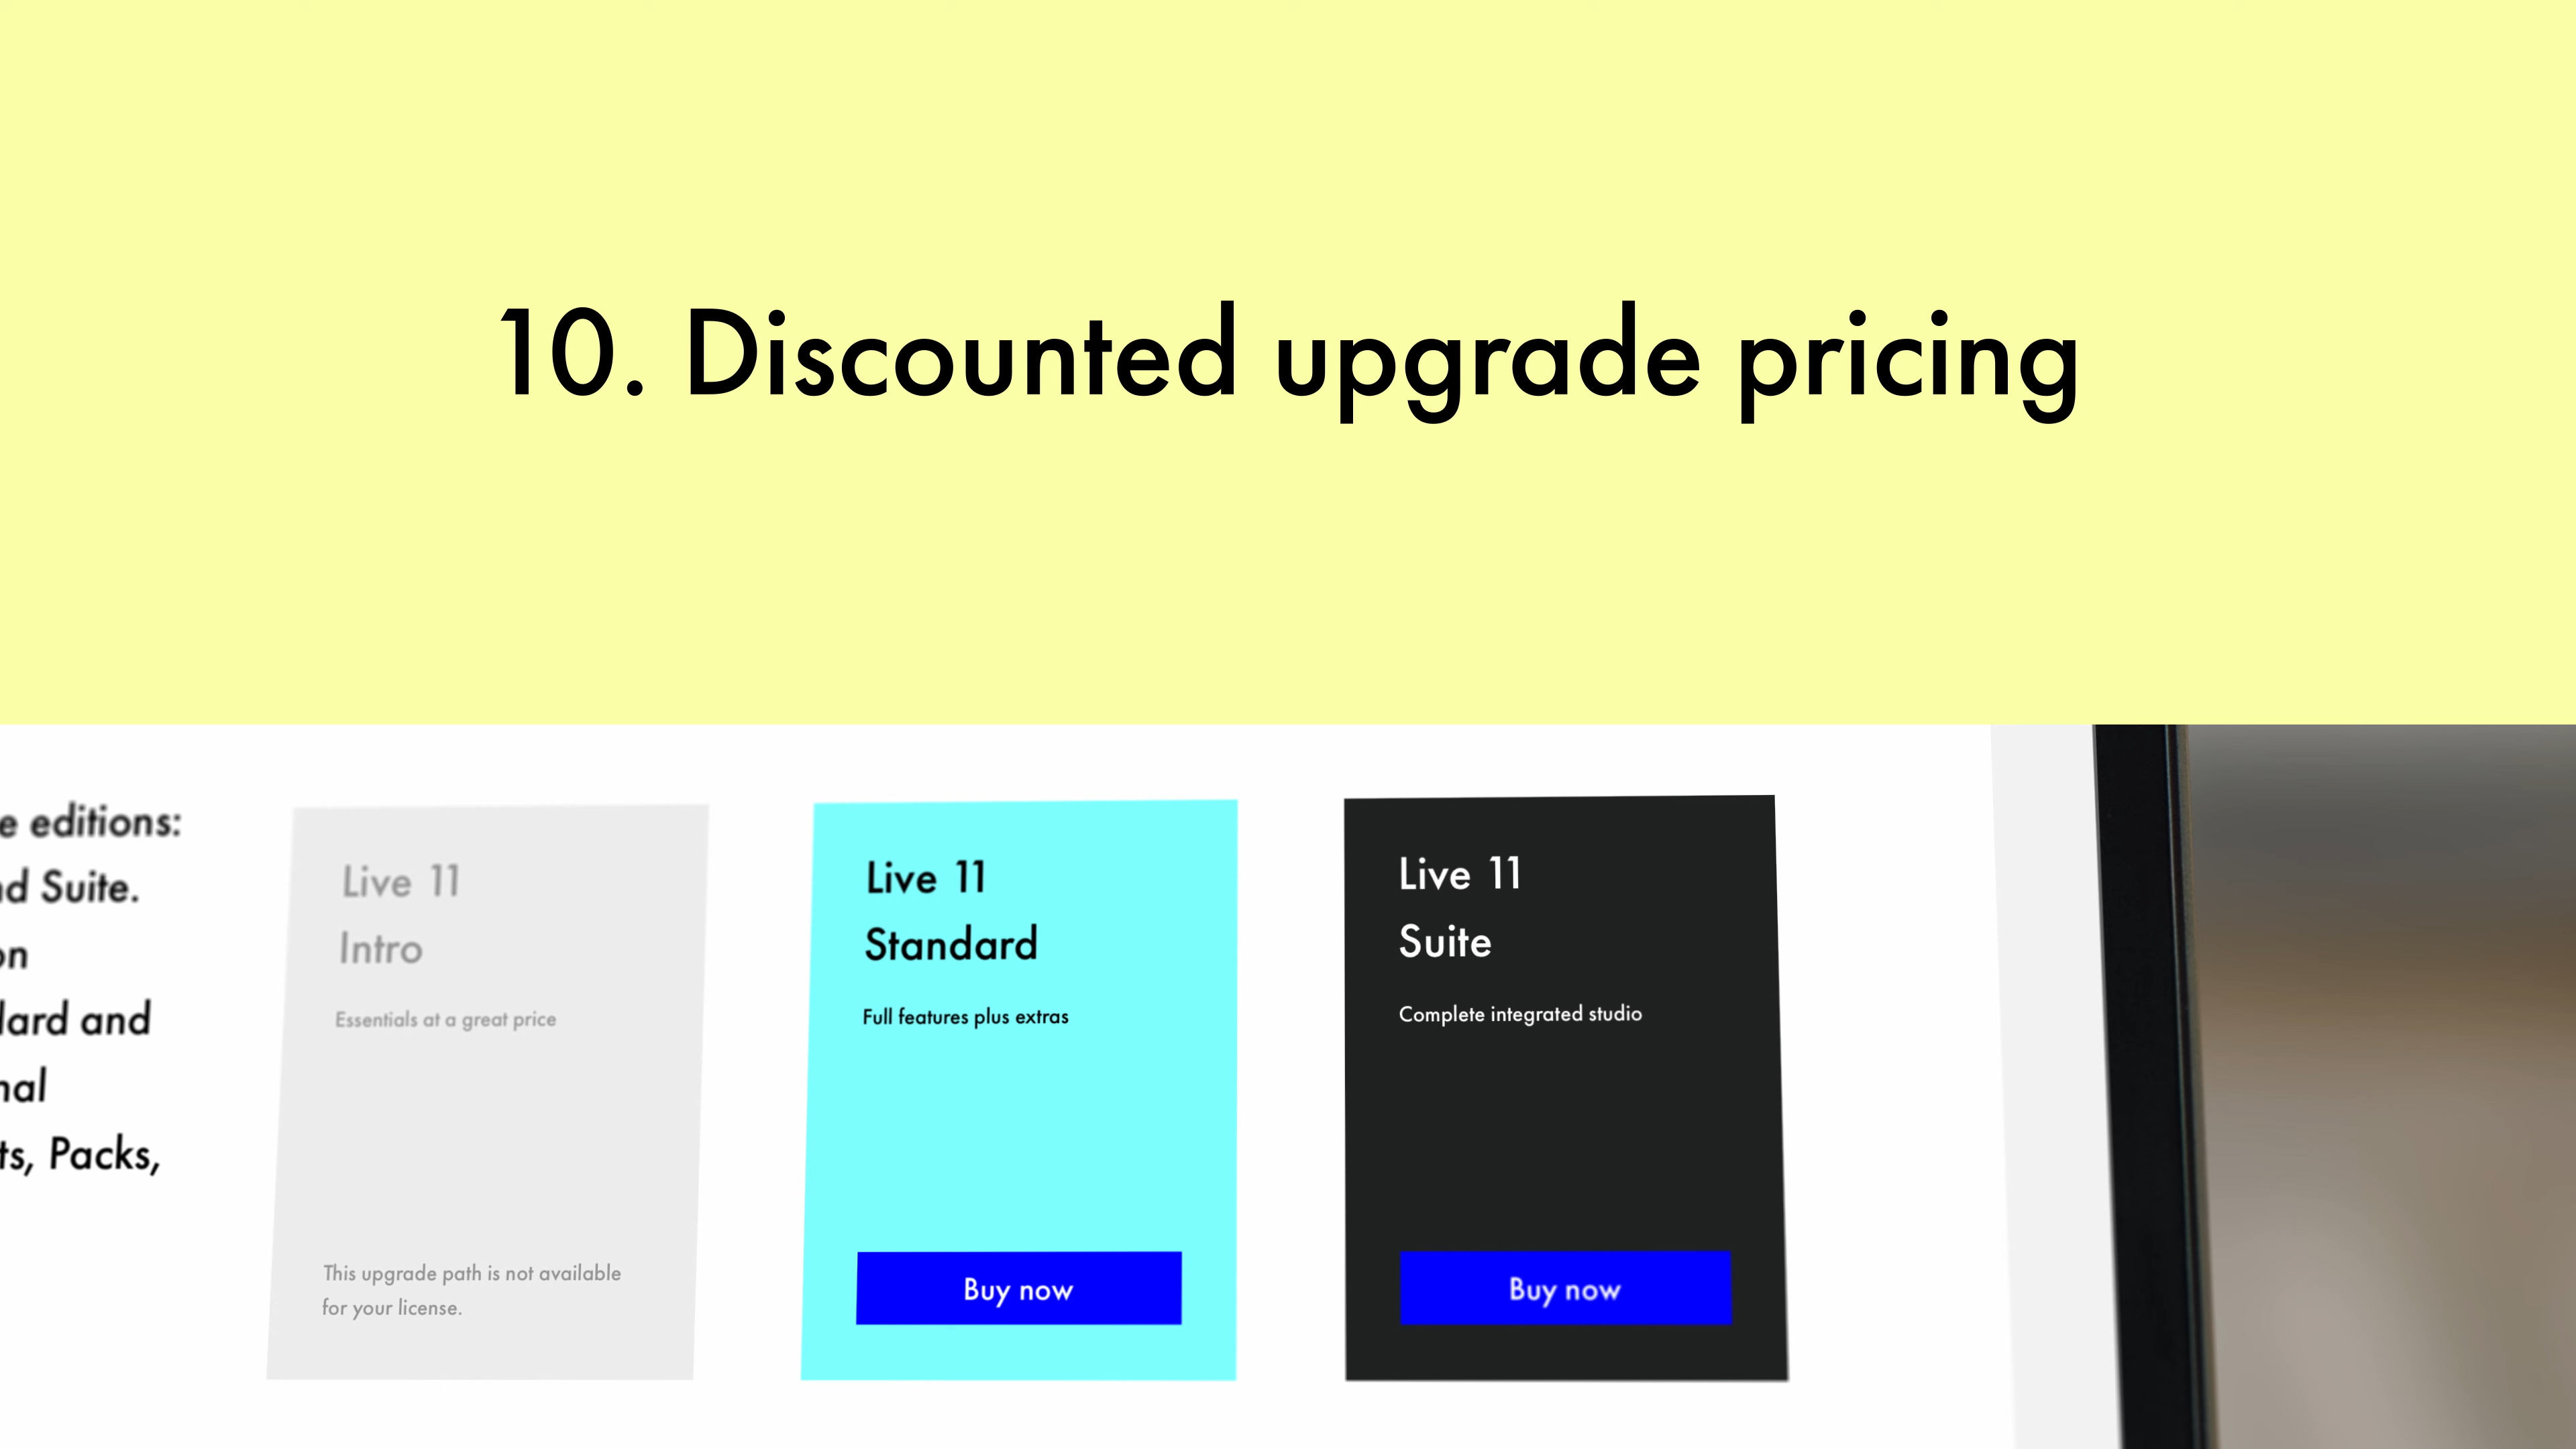 10. Discounted upgrade pricing
e editions:
nd Suite.
on
lard and
nal
ts, Packs,
Live 11
Intro
Essentials at a great price
This upgrade path is not available
for your license.
Live 11
Standard
Full features plus extras
Buy now
Live 11
Suite
Complete integrated studio
Buy now